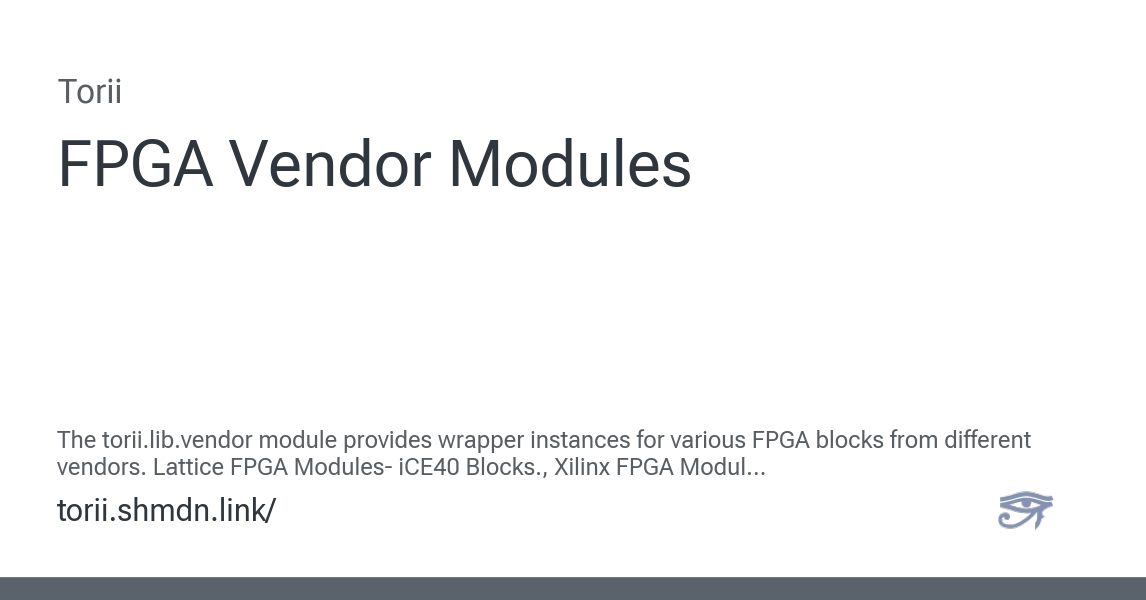 Torii
FPGA Vendor Modules
The torii.lib.vendor module provides wrapper instances for various FPGA blocks from different
vendors. Lattice FPGA Modules- iCE40 Blocks., Xilinx FPGA Modul...
torii.shmdn.link/